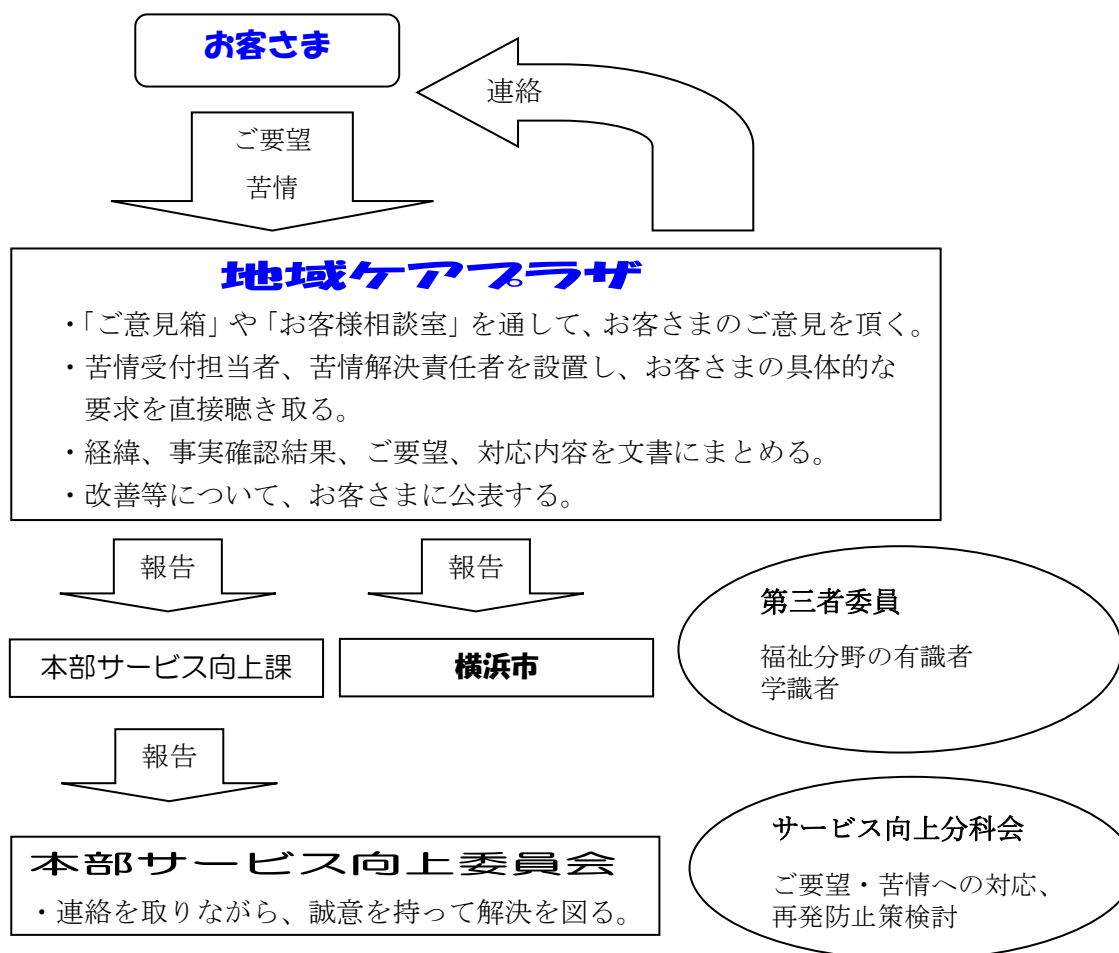 お客さま
連絡
ご要望
苦情
地域ケアプラザ
・「ご意見箱」や「お客様相談室」を通して、お客さまのご意見を頂く。
・苦情受付担当者、苦情解決責任者を設置し、お客さまの具体的な
要求を直接聴き取る。
・経緯、事実確認結果、ご要望、対応内容を文書にまとめる。
・改善等について、お客さまに公表する。
報告
報告
本部サービス向上課
横浜市
第三者委員
福祉分野の有識者
学識者
報告
本部サービス向上委員会
・連絡を取りながら、誠意を持って解決を図る。
サービス向上分科会
ご要望・苦情への対応、
再発防止策検討